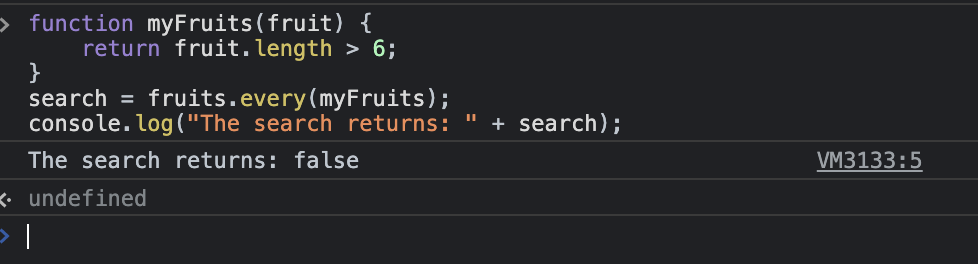 > function myFruits(fruit) {
    return fruit.length > 6;
}
search = fruits.every(myFruits);
console.log("The search returns: " + search);
The search returns: false VM3133:5
undefined
>